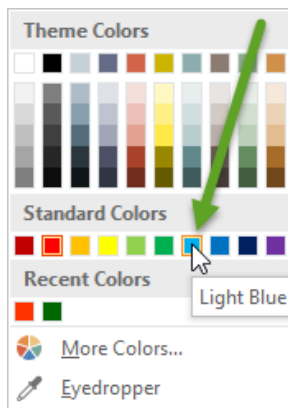 Theme Colors
Standard Colors
Recent Colors
Light Blue
More Colors...
Eyedropper